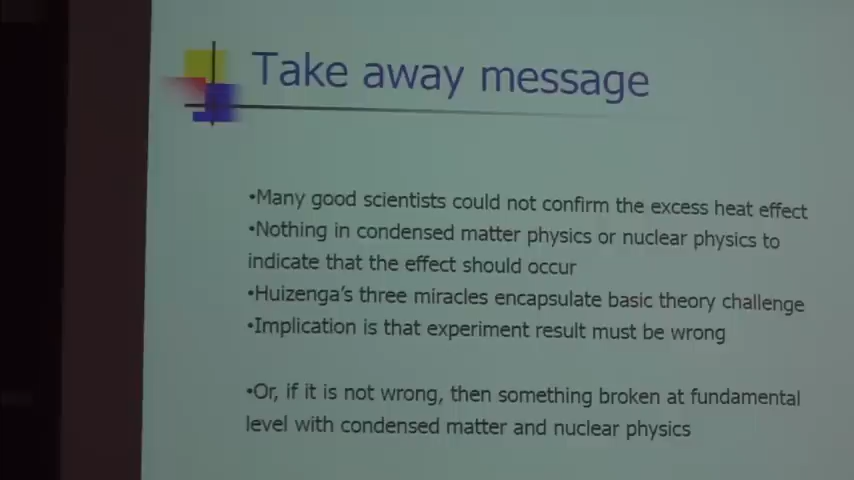 Take away message
•Many good scientists could not confirm the excess heat effect
•Nothing in condensed matter physics or nuclear physics to
indicate that the effect should occur
•Huizenga's three miracles encapsulate basic theory challenge
•Implication is that experiment result must be wrong
•Or, if it is not wrong, then something broken at fundamental
level with condensed matter and nuclear physics